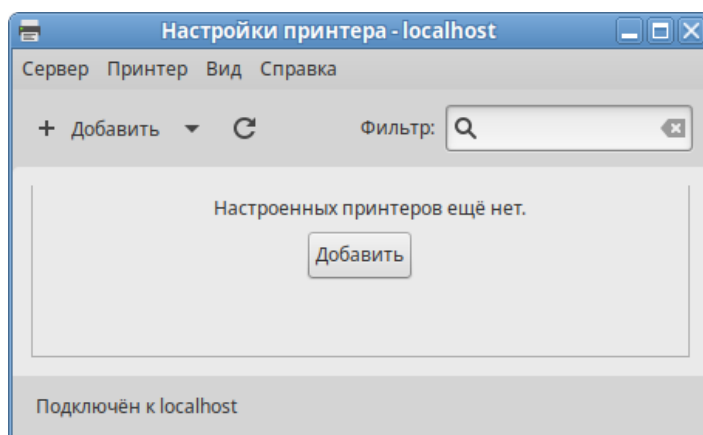 Настройки принтера - localhost
Сервер Принтер Вид Справка
+ Добавить Фильтр:
Настроенных принтеров ещё нет.
Добавить
Подключён к localhost